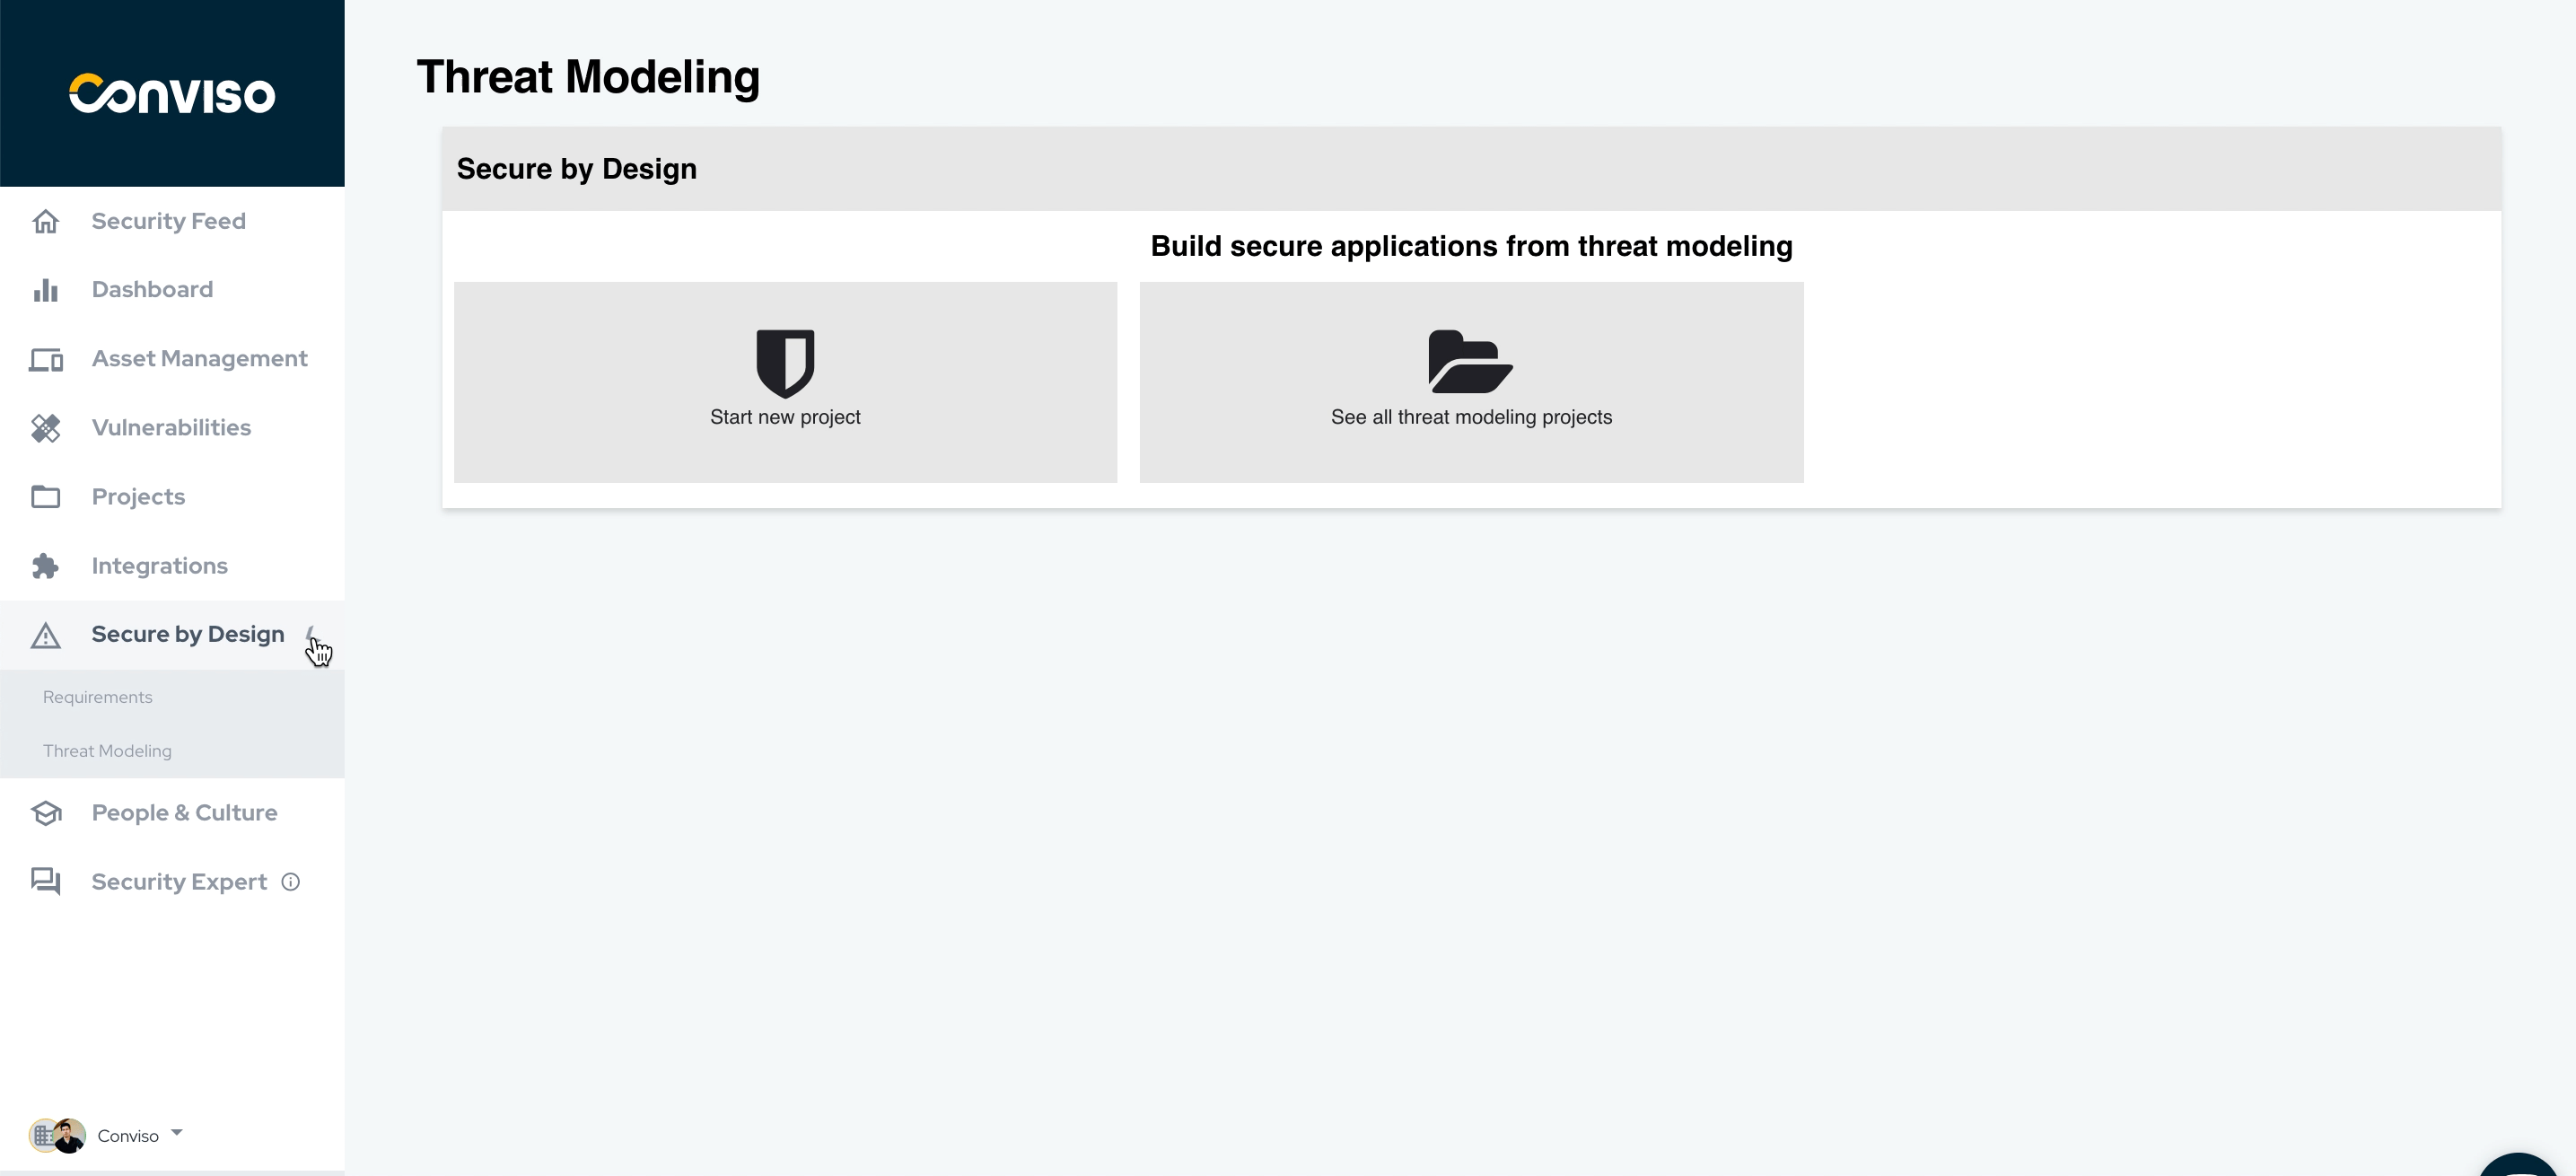 Conviso
Security Feed
Dashboard
Asset Management
Vulnerabilities
Projects
Integrations
Secure by Design
Requirements
Threat Modeling
People & Culture
Security Expert
Conviso
Threat Modeling
Secure by Design
Build secure applications from threat modeling
Start new project
See all threat modeling projects